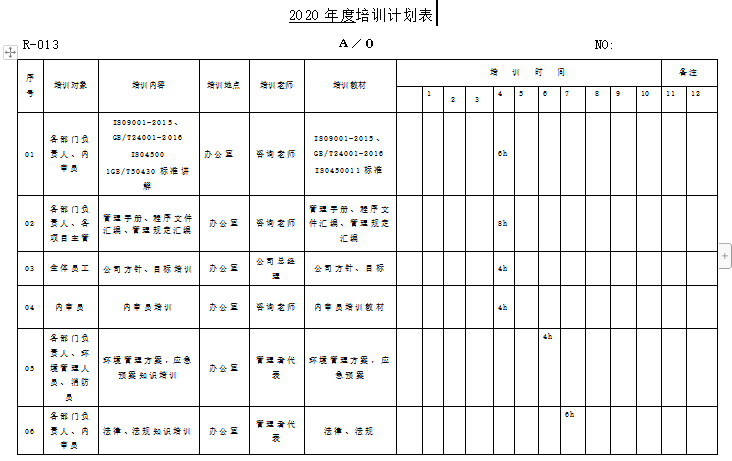 2020 年度培训计划表
R-013 A／0 NO:
序号 培训对象 培训内容 培训地点 培训老师 培训教材 培 训 时 间 备注
1 2 3 4 5 6 7 8 9 10 11 12
01 各部门负责人、内审员 IS09001-2015、GB/T24001-2016 IS04500 1GB/T50430 标准讲解 办公室 咨询老师 IS09001-2015、GB/T24001-2016 IS0450011 标准 6h
02 各部门负责人、各项目主管 管理手册、程序文件汇编、管理规定汇编 办公室 咨询老师 管理手册、程序文件汇编、管理规定汇编 8h
03 全体员工 公司方针、目标培训 办公室 公司总经理 公司方针、目标 4h
04 内审员 内审员培训 办公室 咨询老师 内审员培训教材 4h
05 各部门负责人、环境管理人员、消防员 环境管理方案，应急预案知识培训 办公室 管理者代表 环境管理方案，应急预案 4h
06 各部门负责人、内审员 法律、法规知识培训 办公室 管理者代表 法律、法规 6h